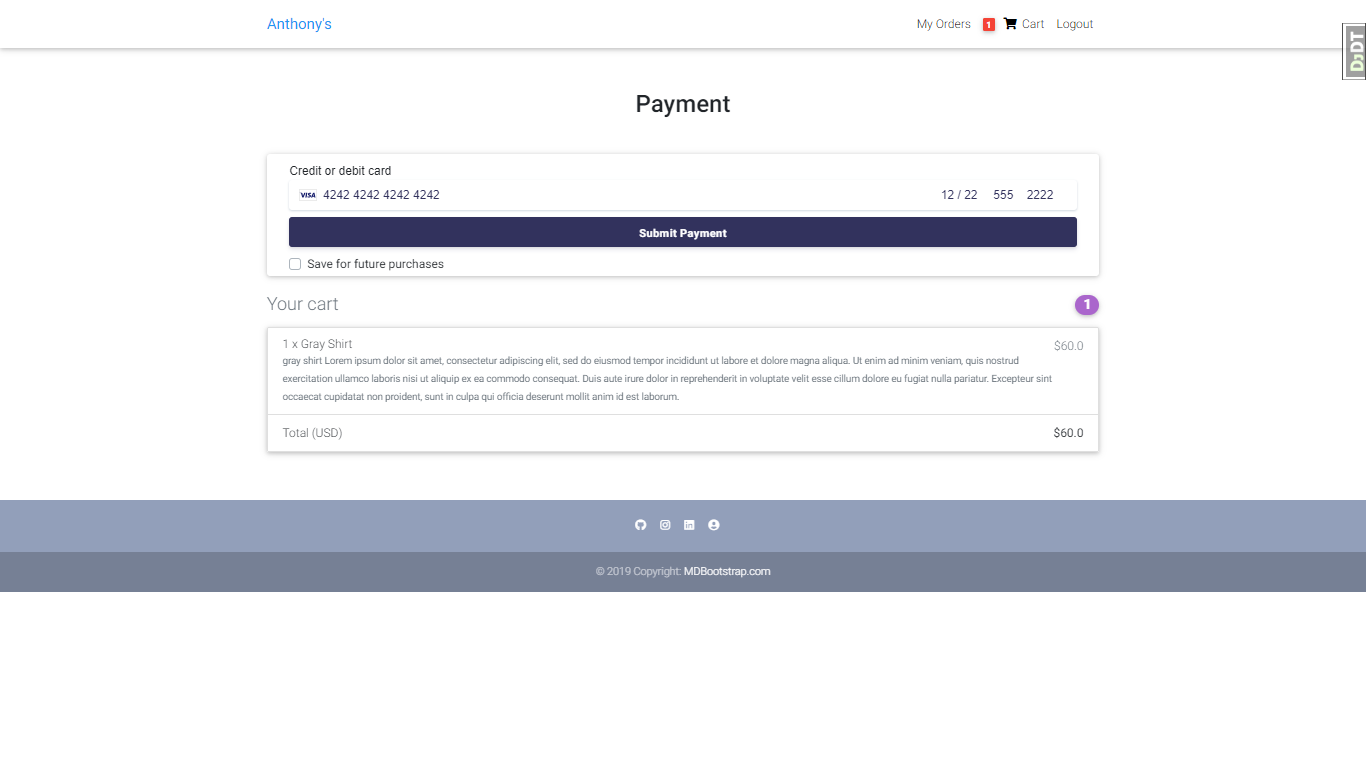 Anthony's
My Orders 1 Cart Logout
DJDT
Payment
Credit or debit card
VISA 4242 4242 4242 4242 12 / 22 555 2222
Submit Payment
Save for future purchases
Your cart 1
1 x Gray Shirt $60.0
gray shirt Lorem ipsum dolor sit amet, consectetur adipiscing elit, sed do eiusmod tempor incididunt ut labore et dolore magna aliqua. Ut enim ad minim veniam, quis nostrud
exercitation ullamco laboris nisi ut aliquip ex ea commodo consequat. Duis aute irure dolor in reprehenderit in voluptate velit esse cillum dolore eu fugiat nulla pariatur. Excepteur sint
occaecat cupidatat non proident, sunt in culpa qui officia deserunt mollit anim id est laborum.
Total (USD) $60.0
© 2019 Copyright: MDBootstrap.com